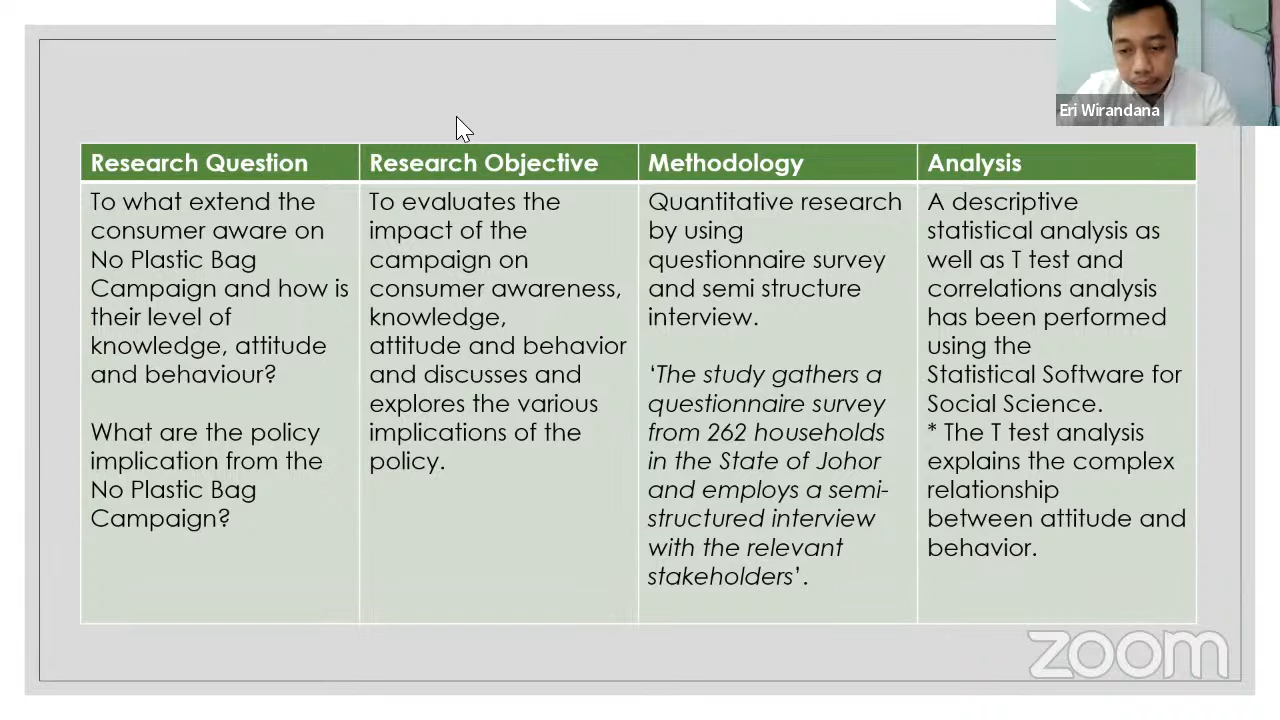 Eri Wirandana
Research Question
To what extend the
consumer aware on
No Plastic Bag
Campaign and how is
their level of
knowledge, attitude
and behaviour?
What are the policy
implication from the
No Plastic Bag
Campaign?
Research Objective
To evaluates the
impact of the
campaign on
consumer awareness,
knowledge,
attitude and behavior
and discusses and
explores the various
implications of the
policy.
Methodology
Quantitative research
by using
questionnaire survey
and semi structure
interview.
‘The study gathers a
questionnaire survey
from 262 households
in the State of Johor
and employs a semi-
structured interview
with the relevant
stakeholders’.
Analysis
A descriptive
statistical analysis as
well as T test and
correlations analysis
has been performed
using the
Statistical Software for
Social Science.
* The T test analysis
explains the complex
relationship
between attitude and
behavior.
zoom